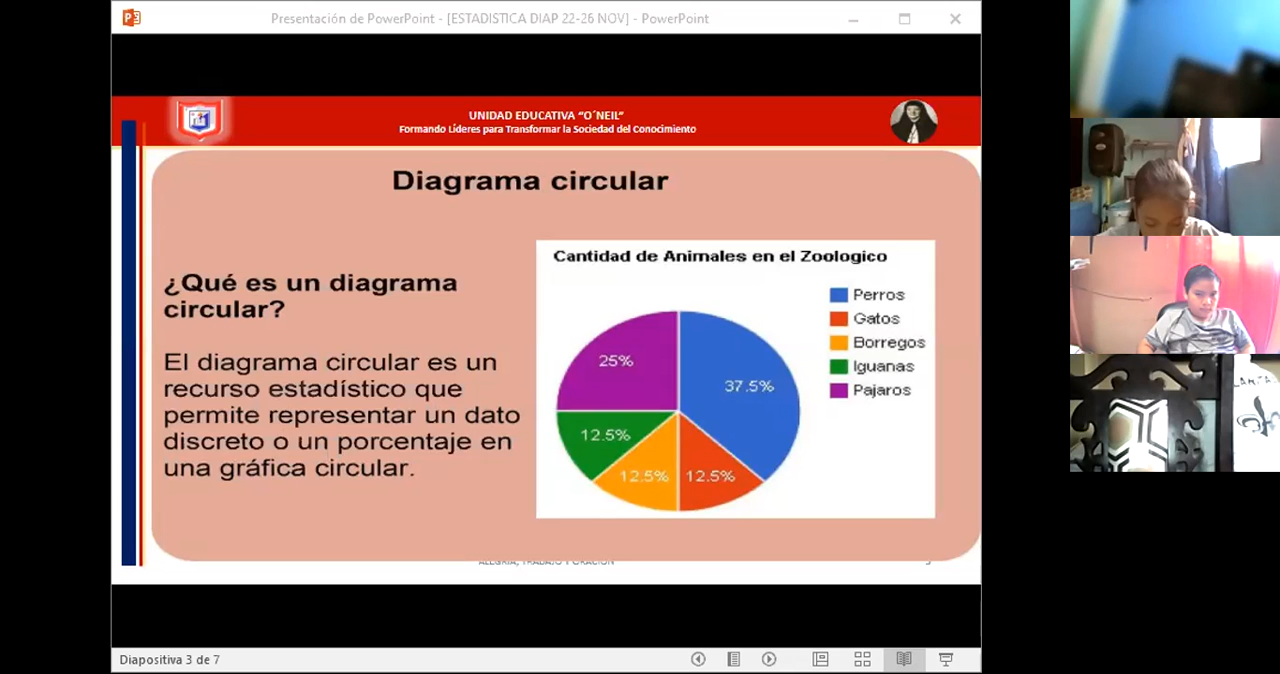 Presentación de PowerPoint - [ESTADISTICA DIAP 22-26 NOV] - PowerPoint
UNIDAD EDUCATIVA “O´NEIL”
Formando Líderes para Transformar la Sociedad del Conocimiento
Diagrama circular
¿Qué es un diagrama
circular?
El diagrama circular es un
recurso estadístico que
permite representar un dato
discreto o un porcentaje en
una gráfica circular.
Cantidad de Animales en el Zoologico
Perros
Gatos
Borregos
Iguanas
Pajaros
25%
37.5%
12.5%
12.5%
12.5%
ALEGRIA, TRABAJO Y ORACIÓN
Diapositiva 3 de 7